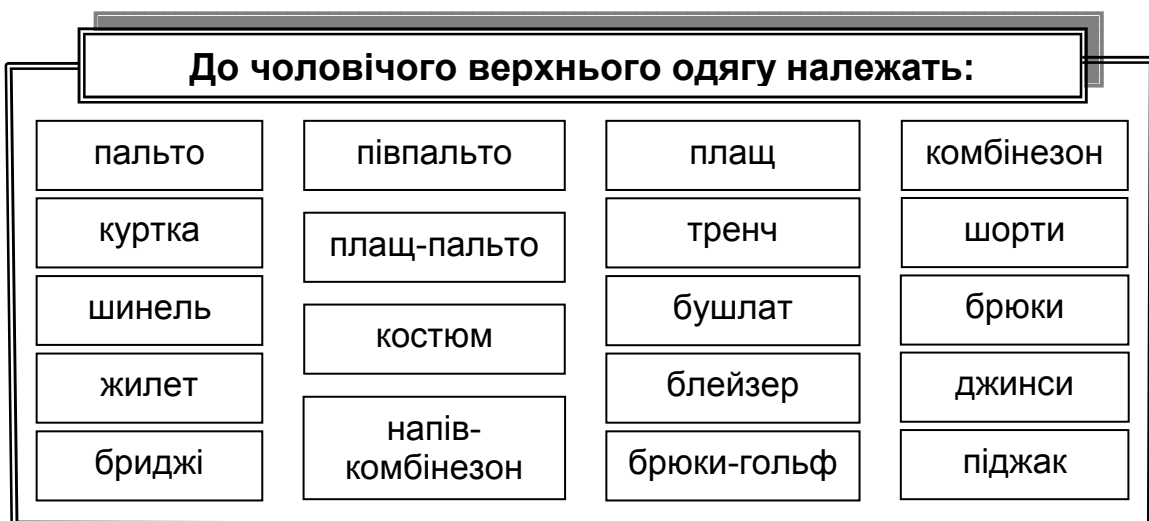 До чоловічого верхнього одягу належать:
пальто
куртка
шинель
жилет
бриджі
півпальто
плащ-пальто
костюм
напів-
комбінезон
плащ
тренч
бушлат
блейзер
брюки-гольф
комбінезон
шорти
брюки
джинси
піджак